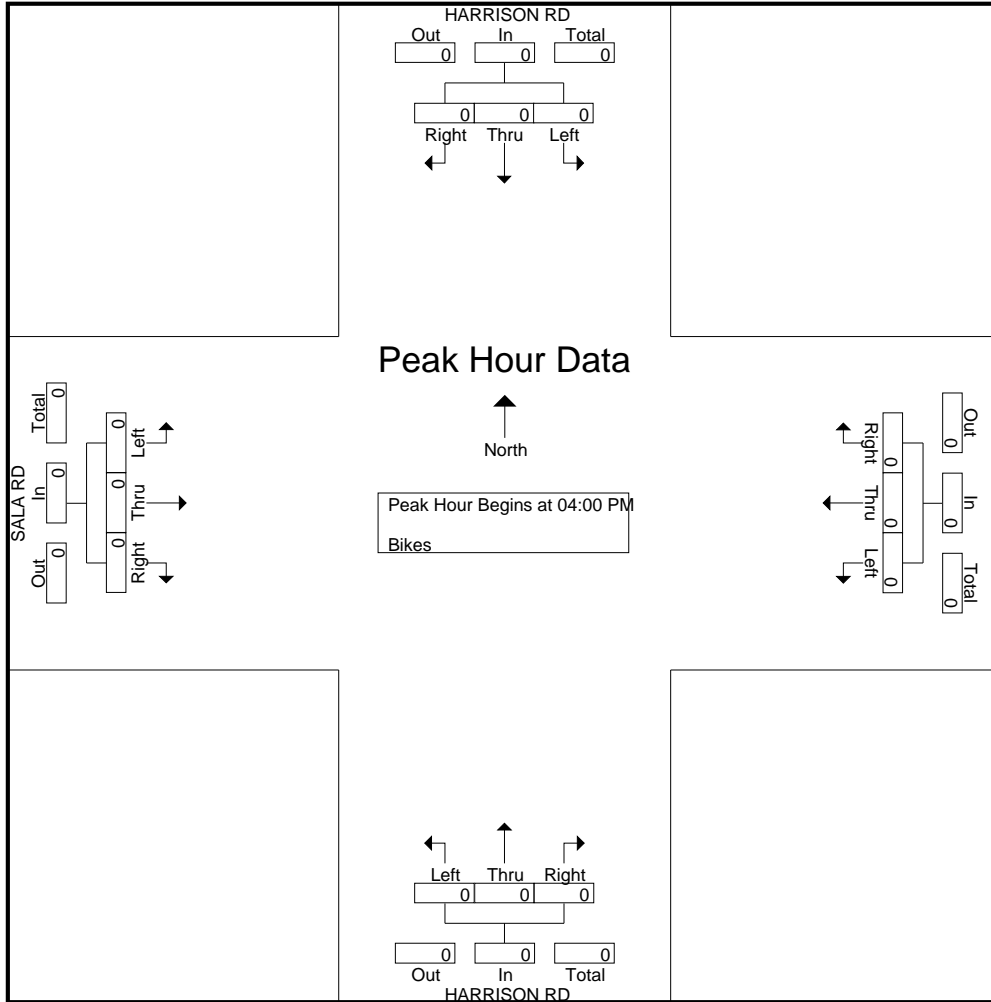 HARRISON RD
Out In Total
0 0 0
0 0 0
Right Thru Left
Peak Hour Data
North
Peak Hour Begins at 04:00 PM
Bikes
SALA RD
Out In Total
0 0 0
0 0 0
Right Thru Left
Out In Total
0 0 0
0 0 0
Right Thru Left
Left Thru Right
0 0 0
0 0 0
Out In Total
HARRISON RD